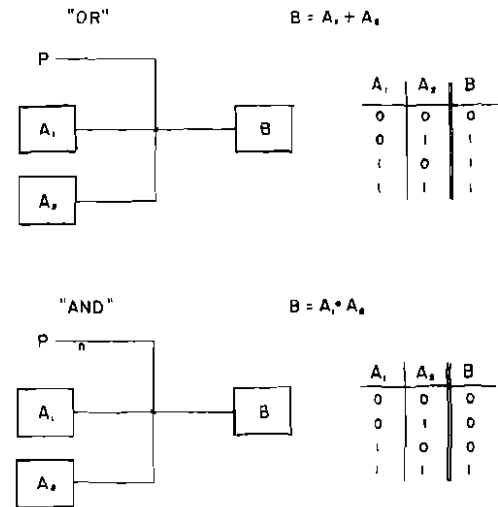 "OR" B = A₁ + A₂
P
A₁ B
A₂
A₁ A₂ B
0 0 0
0 1 1
1 0 1
1 1 1
"AND" B = A₁ • A₂
P n
A₁ B
A₂
A₁ A₂ B
0 0 0
0 1 0
1 0 0
1 1 1